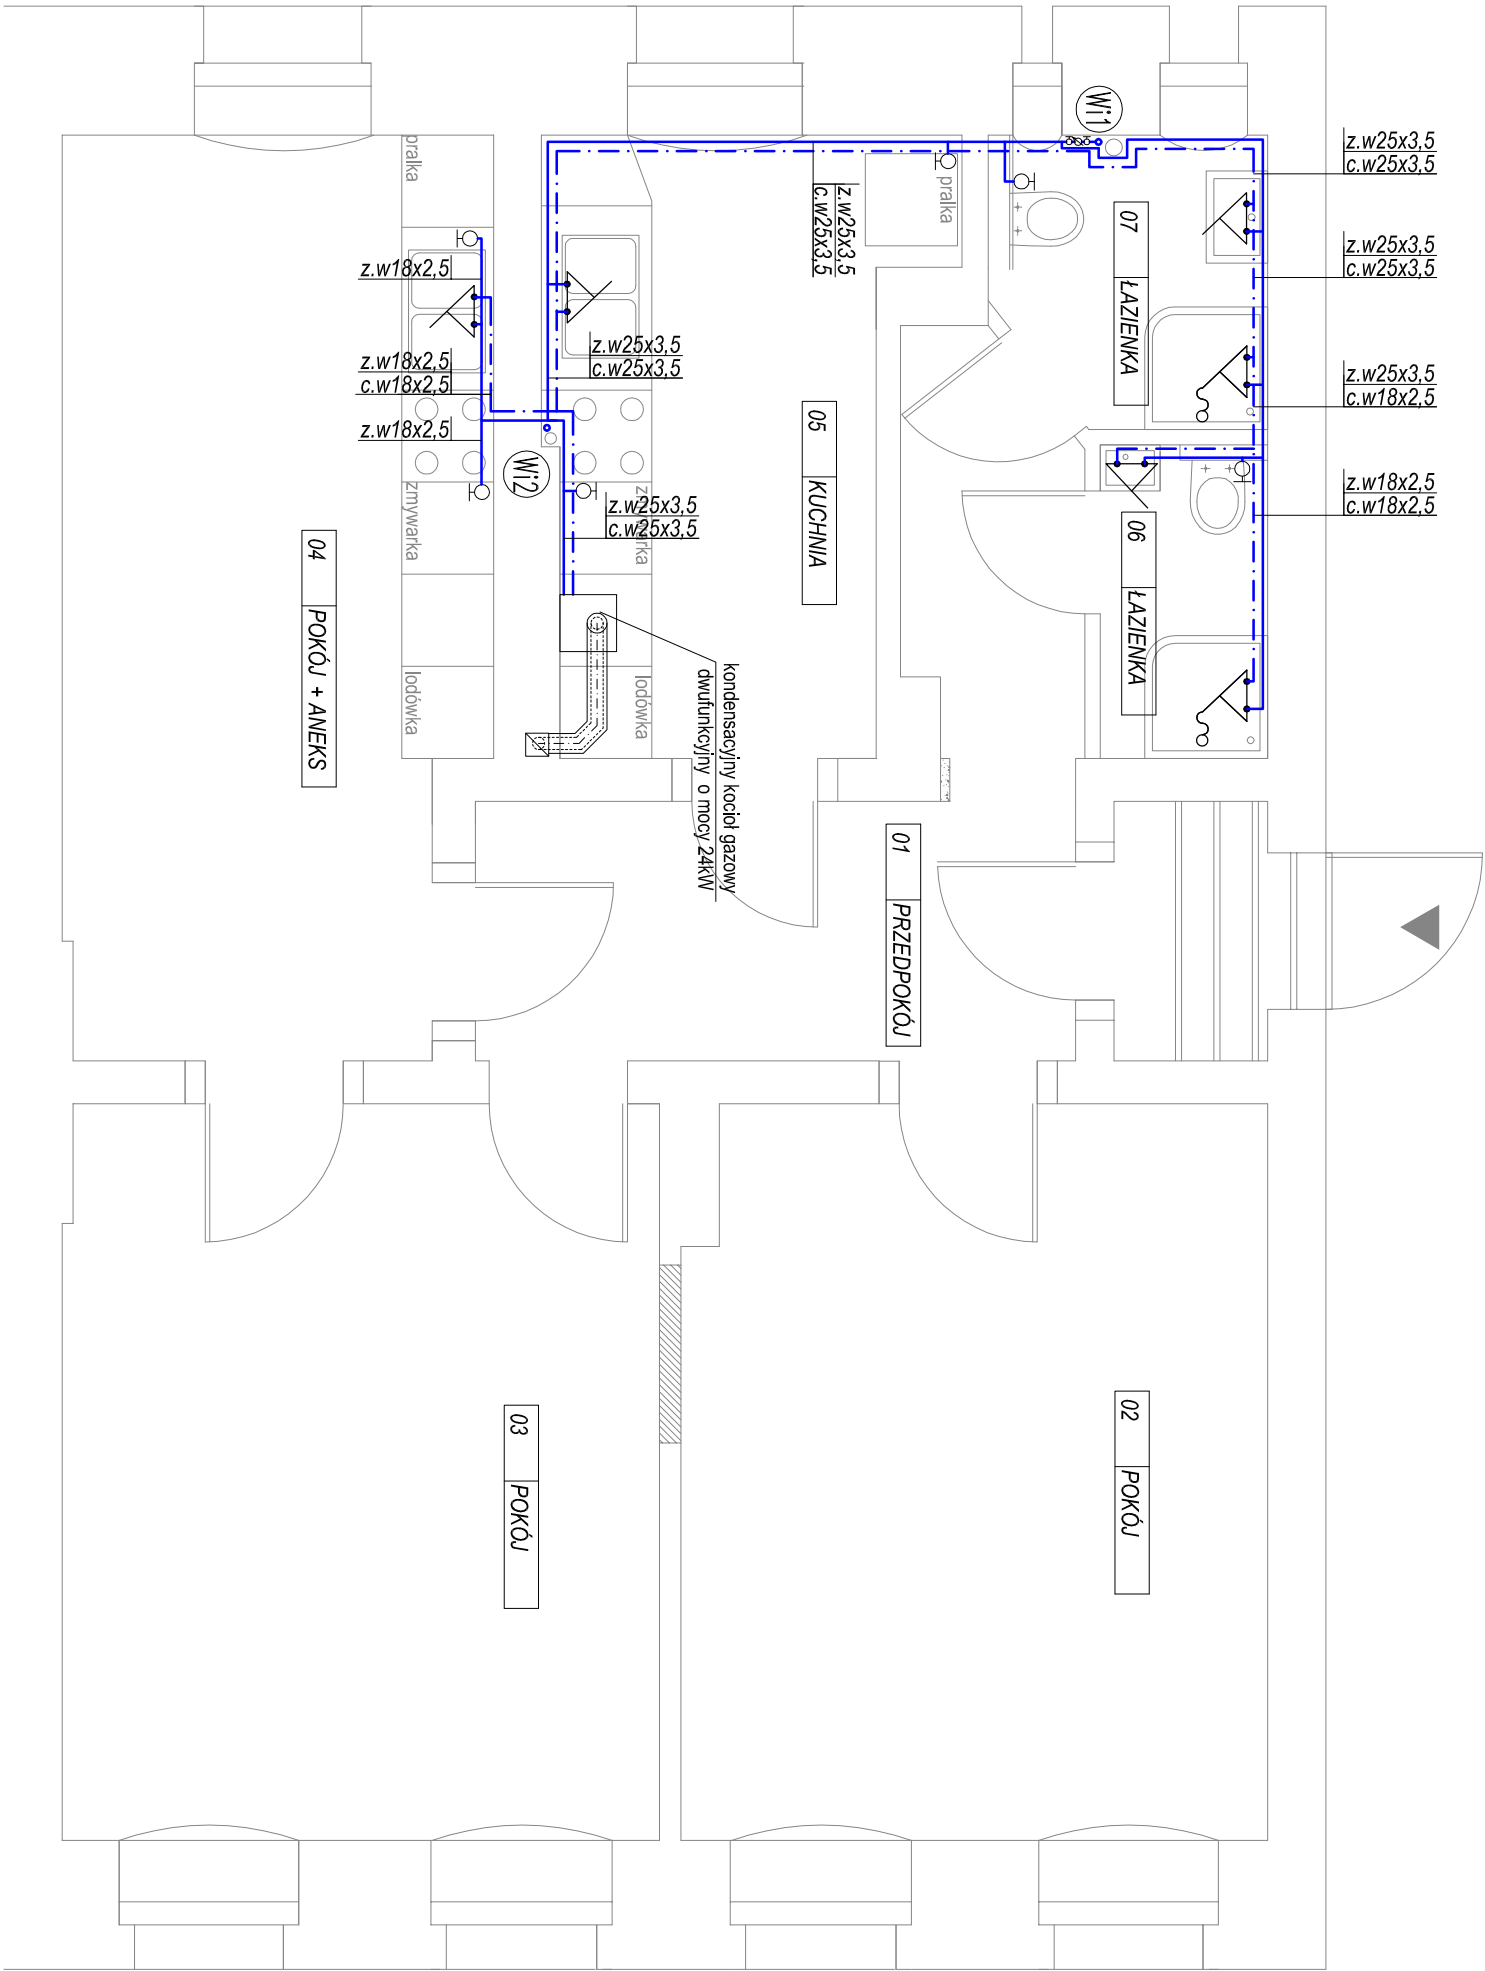 Wi1
z.w25x3,5
c.w25x3,5
z.w25x3,5
c.w25x3,5
z.w25x3,5
c.w18x2,5
z.w18x2,5
c.w18x2,5
07 ŁAZIENKA
06 ŁAZIENKA
pralka
pralka
z.w25x3,5
c.w25x3,5
z.w18x2,5
z.w18x2,5
c.w18x2,5
z.w18x2,5
z.w25x3,5
c.w25x3,5
Wi2
z.w25x3,5
c.w25x3,5
zmywarka
zmywarka
lodówka
lodówka
05 KUCHNIA
04 POKÓJ + ANEKS
kondensacyjny kocioł gazowy
dwufunkcyjny o mocy 24kW
01 PRZEDPOKÓJ
03 POKÓJ
02 POKÓJ